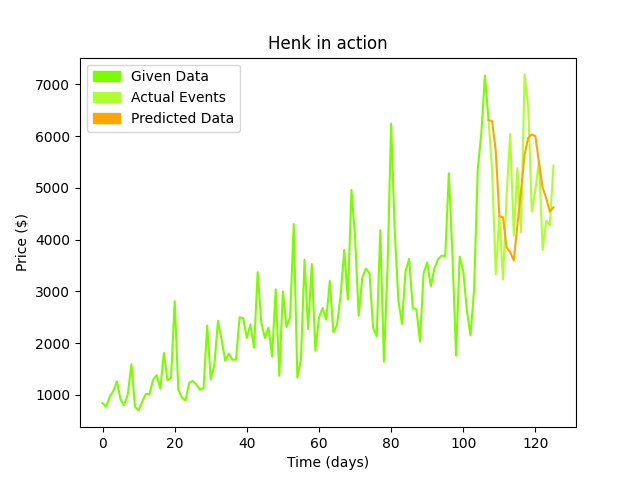 Henk in action
Given Data
Actual Events
Predicted Data
Price ($)
7000
6000
5000
4000
3000
2000
1000
0
20
40
60
80
100
120
Time (days)